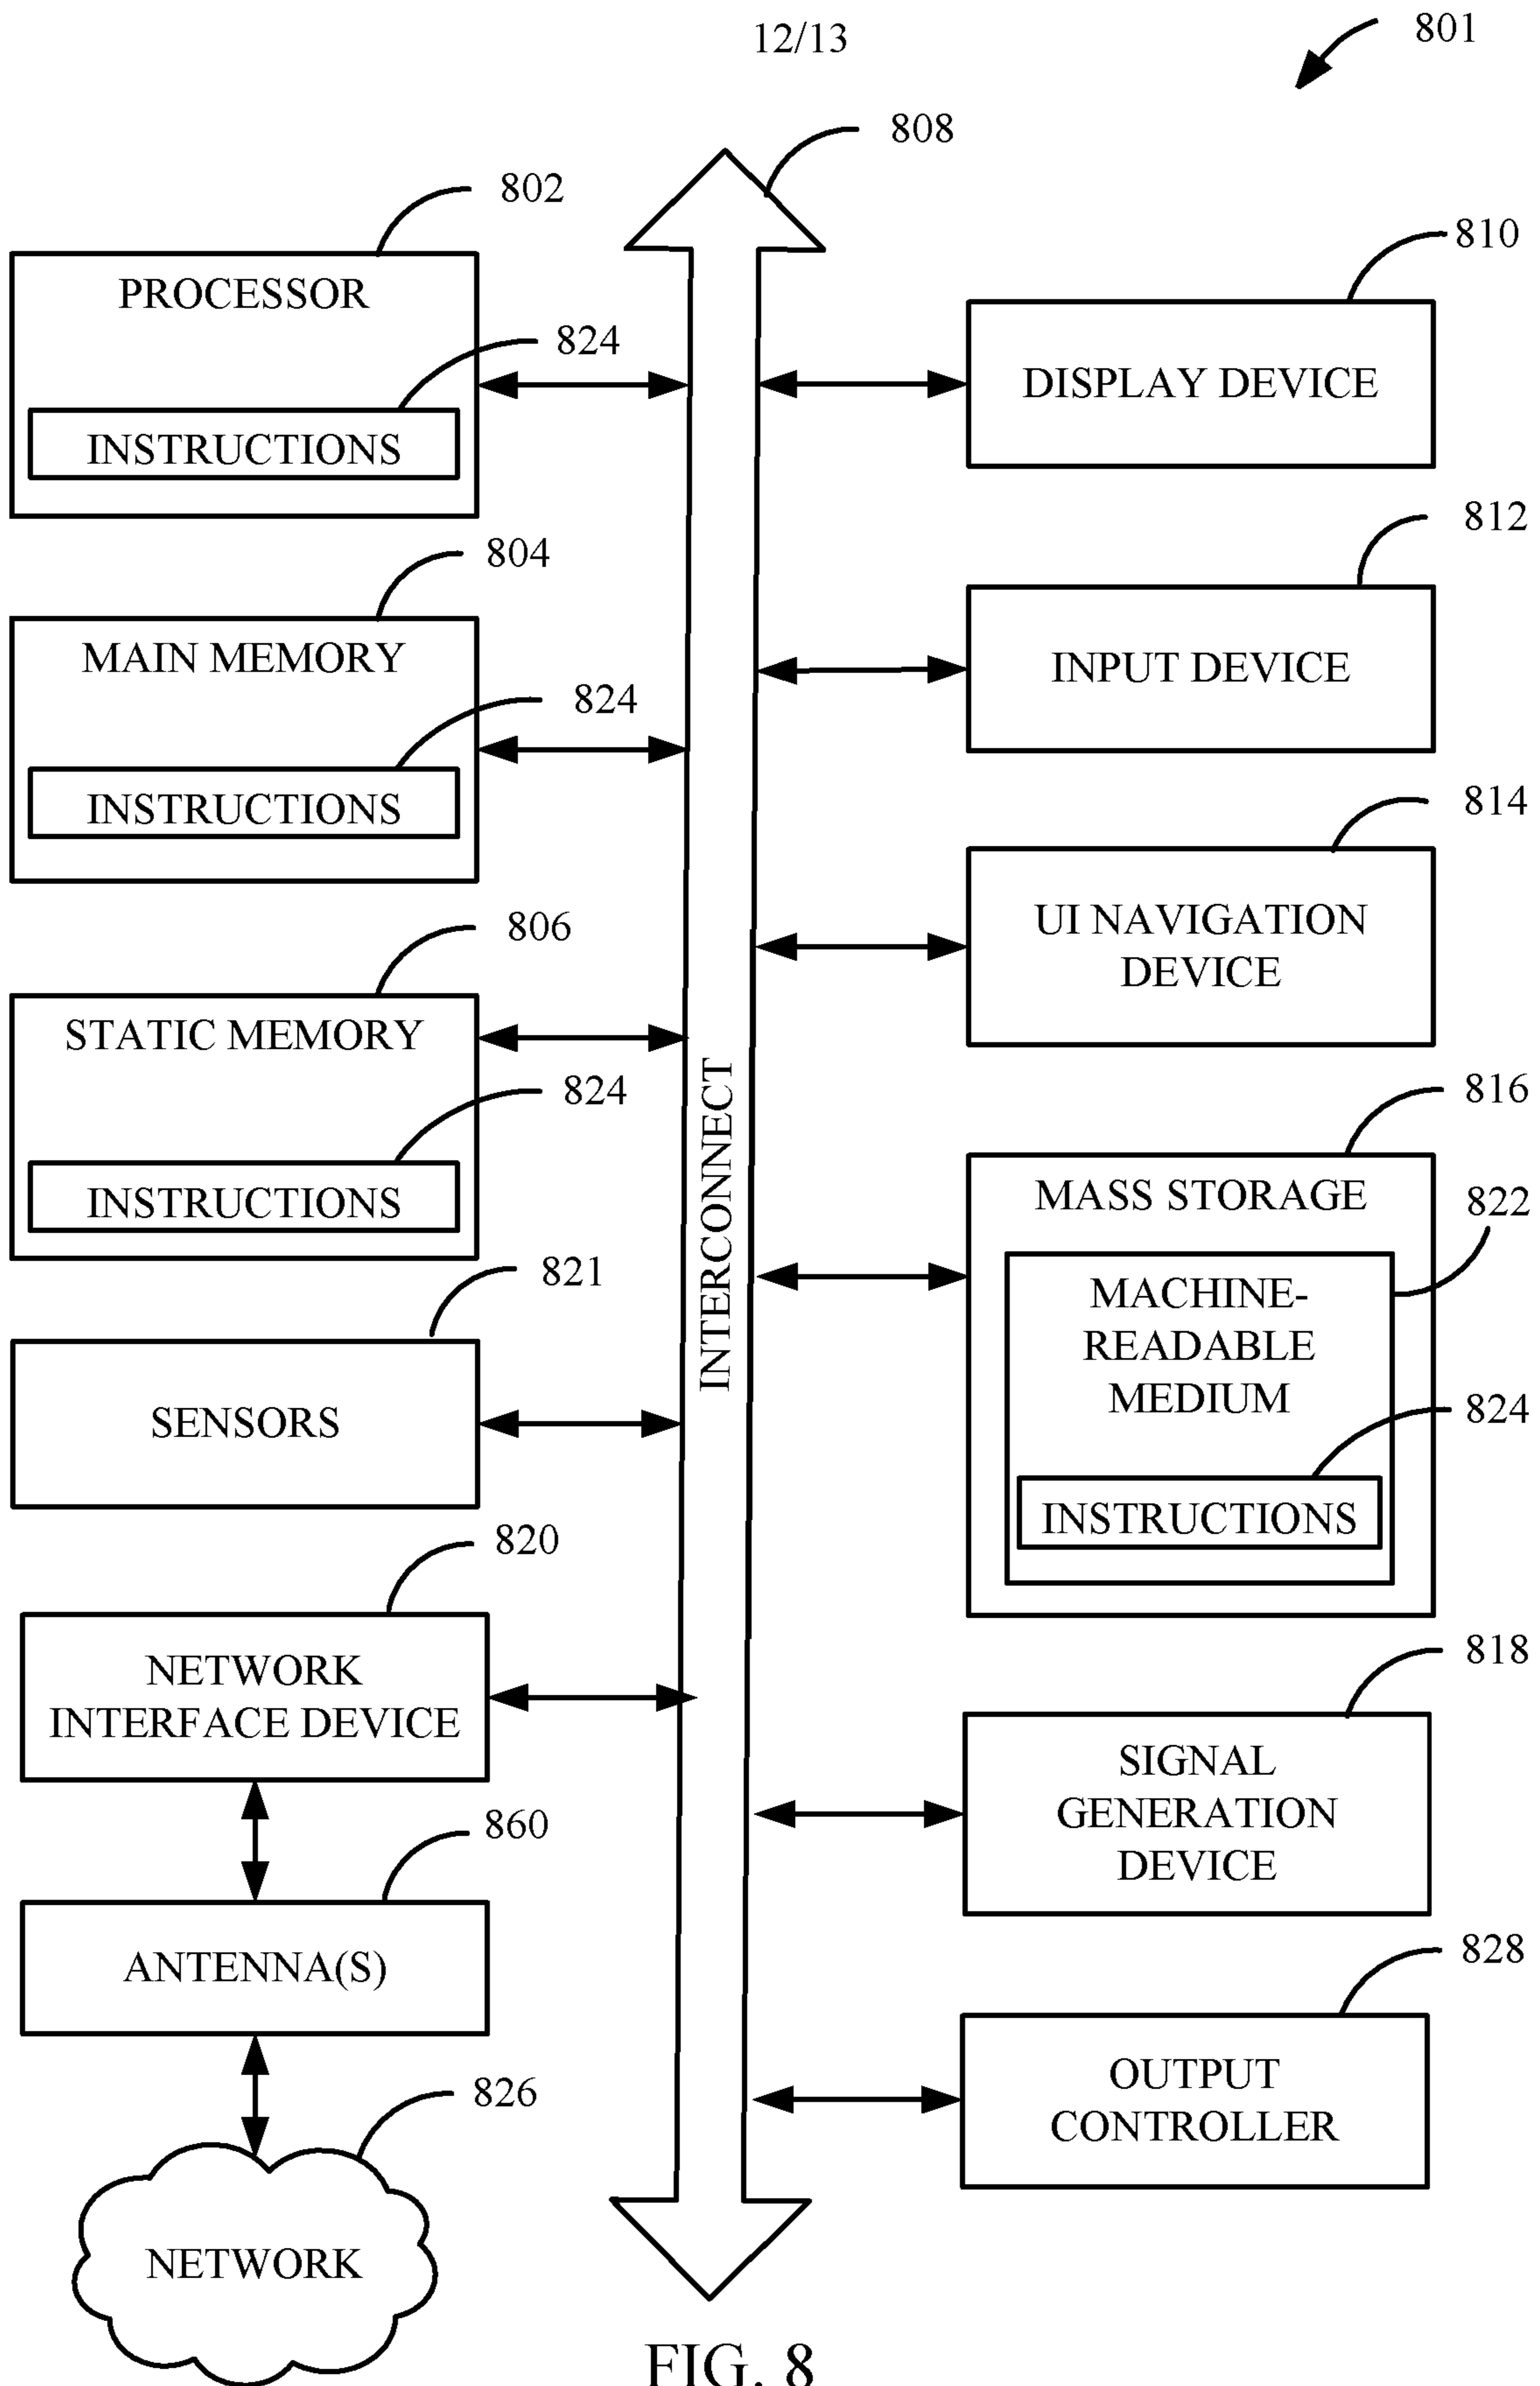 12/13
801
808
802
PROCESSOR
824
INSTRUCTIONS
804
MAIN MEMORY
824
INSTRUCTIONS
806
STATIC MEMORY
824
INSTRUCTIONS
821
SENSORS
820
NETWORK
INTERFACE DEVICE
860
ANTENNA(S)
826
NETWORK
INTERCONNECT
810
DISPLAY DEVICE
812
INPUT DEVICE
814
UI NAVIGATION
DEVICE
816
MASS STORAGE
822
MACHINE-
READABLE
MEDIUM
824
INSTRUCTIONS
818
SIGNAL
GENERATION
DEVICE
828
OUTPUT
CONTROLLER
FIG. 8